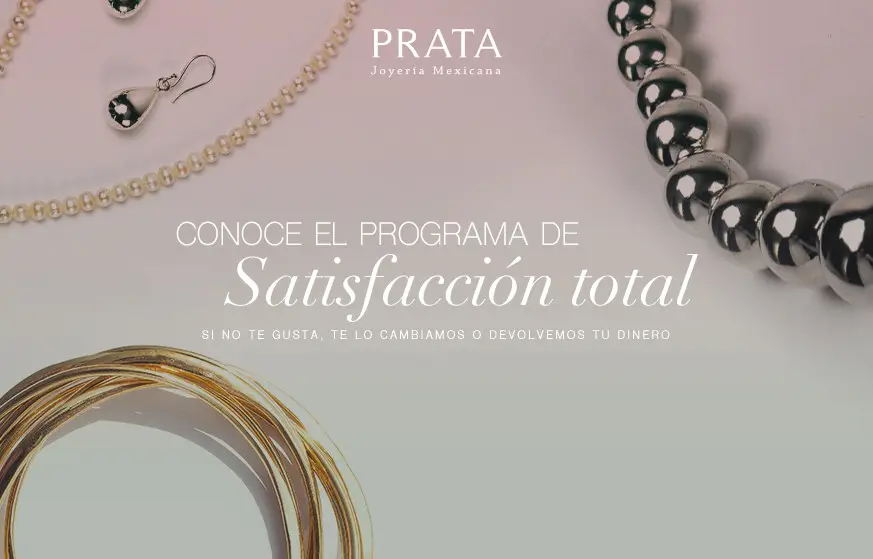 PRATA
Joyería Mexicana
CONOCE EL PROGRAMA DE
Satisfacción total
SI NO TE GUSTA, TE LO CAMBIAMOS O DEVOLVEMOS TU DINERO